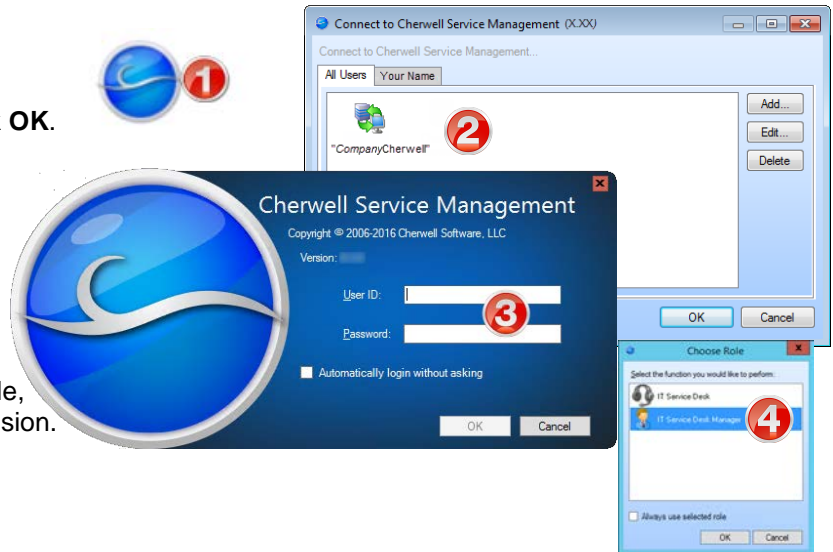 Connect to Cherwell Service Management (X.XX)
Connect to Cherwell Service Management...
All Users Your Name
1
OK.
Add...
2
Edit...
"CompanyCherwell"
Delete
Cherwell Service Management
Copyright © 2006-2016 Cherwell Software, LLC
Version:
User ID:
3
Password:
OK Cancel
Automatically login without asking
Choose Role
Select the function you would like to perform:
IT Service Desk
IT Service Desk Manager
4
OK Cancel
Always use selected role
OK Cancel